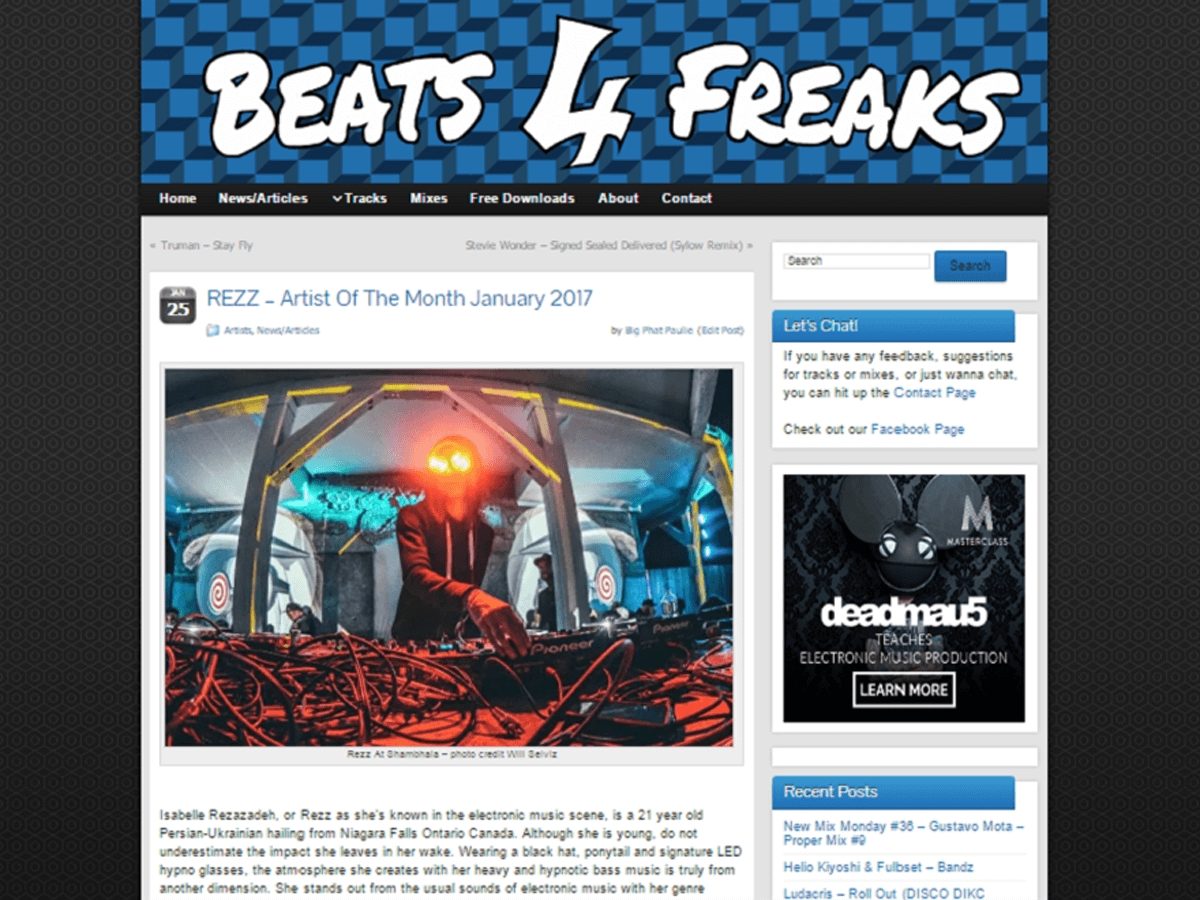 BEATS 4 FREAKS
Home News/Articles Tracks Mixes Free Downloads About Contact
« Truman – Stay Fly
Stevie Wonder – Signed Sealed Delivered (Sylow Remix) »
JAN
25
REZZ – Artist Of The Month January 2017
Artists, News/Articles
by Big Phat Paulie (Edit Post)
Pioneer
Pioneer
Rezz At Shambhala – photo credit Will Selviz
Isabelle Rezazadeh, or Rezz as she's known in the electronic music scene, is a 21 year old
Persian-Ukrainian hailing from Niagara Falls Ontario Canada. Although she is young, do not
underestimate the impact she leaves in her wake. Wearing a black hat, ponytail and signature LED
hypno glasses, the atmosphere she creates with her heavy and hypnotic bass music is truly from
another dimension. She stands out from the usual sounds of electronic music with her genre
Search
Search
Let's Chat!
If you have any feedback, suggestions
for tracks or mixes, or just wanna chat,
you can hit up the Contact Page
Check out our Facebook Page
M
MASTERCLASS
deadmau5
TEACHES
ELECTRONIC MUSIC PRODUCTION
LEARN MORE
Recent Posts
New Mix Monday #36 – Gustavo Mota –
Proper Mix #9
Helio Kiyoshi & Fulbset – Bandz
Ludacris – Roll Out (DISCO DIKC